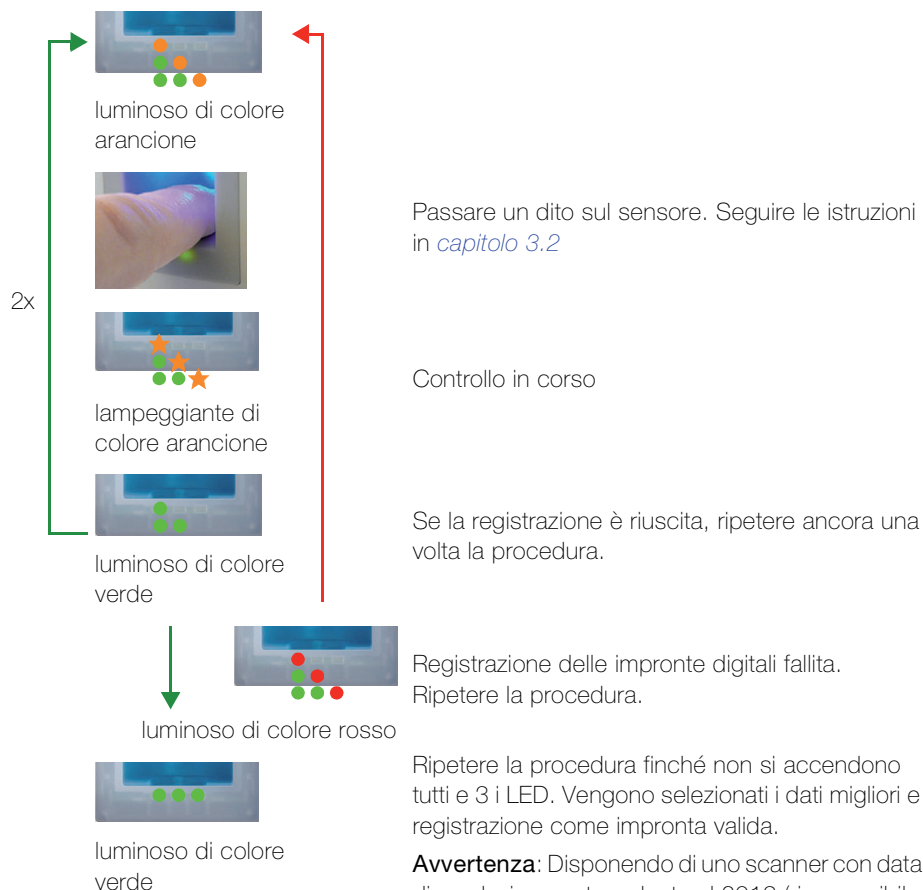 luminoso di colore
arancione
Passare un dito sul sensore. Seguire le istruzioni
in capitolo 3.2
2x
Controllo in corso
lampeggiante di
colore arancione
Se la registrazione è riuscita, ripetere ancora una
volta la procedura.
luminoso di colore
verde
Registrazione delle impronte digitali fallita.
Ripetere la procedura.
luminoso di colore rosso
Ripetere la procedura finché non si accendono
tutti e 3 i LED. Vengono selezionati i dati migliori e
registrazione come impronta valida.
luminoso di colore
verde
Avvertenza: Disponendo di uno scanner con data